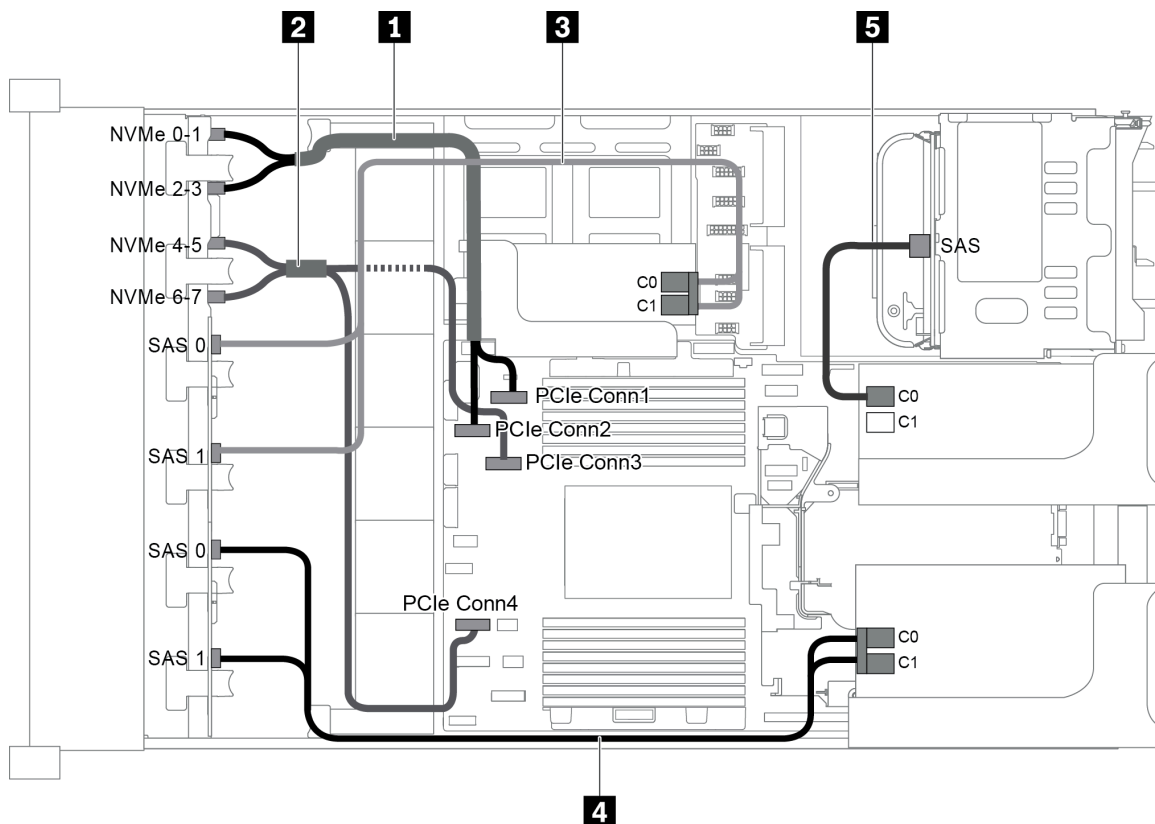 2
1
3
5
NVMe 0-1
NVMe 2-3
NVMe 4-5
SAS
NVMe 6-7
C0
C1
SAS 0
PCIe Conn1
C0
C1
PCIe Conn2
SAS 1
PCIe Conn3
SAS 0
PCIe Conn4
C0
SAS 1
C1
4